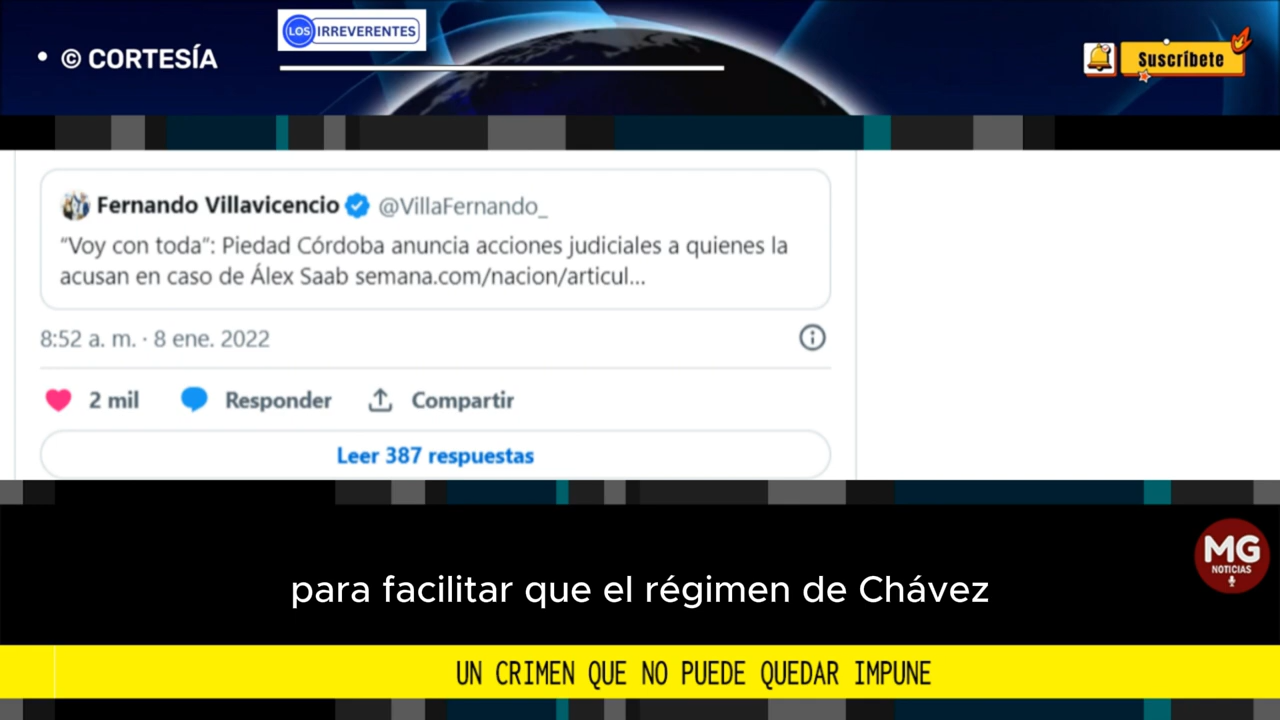 • © CORTESÍA
LOS IRREVERENTES
Suscríbete
Fernando Villavicencio @VillaFernando_
“Voy con toda”: Piedad Córdoba anuncia acciones judiciales a quienes la
acusan en caso de Álex Saab semana.com/nacion/articul...
8:52 a. m. · 8 ene. 2022
2 mil Responder Compartir
Leer 387 respuestas
MG
NOTICIAS
para facilitar que el régimen de Chávez
UN CRIMEN QUE NO PUEDE QUEDAR IMPUNE